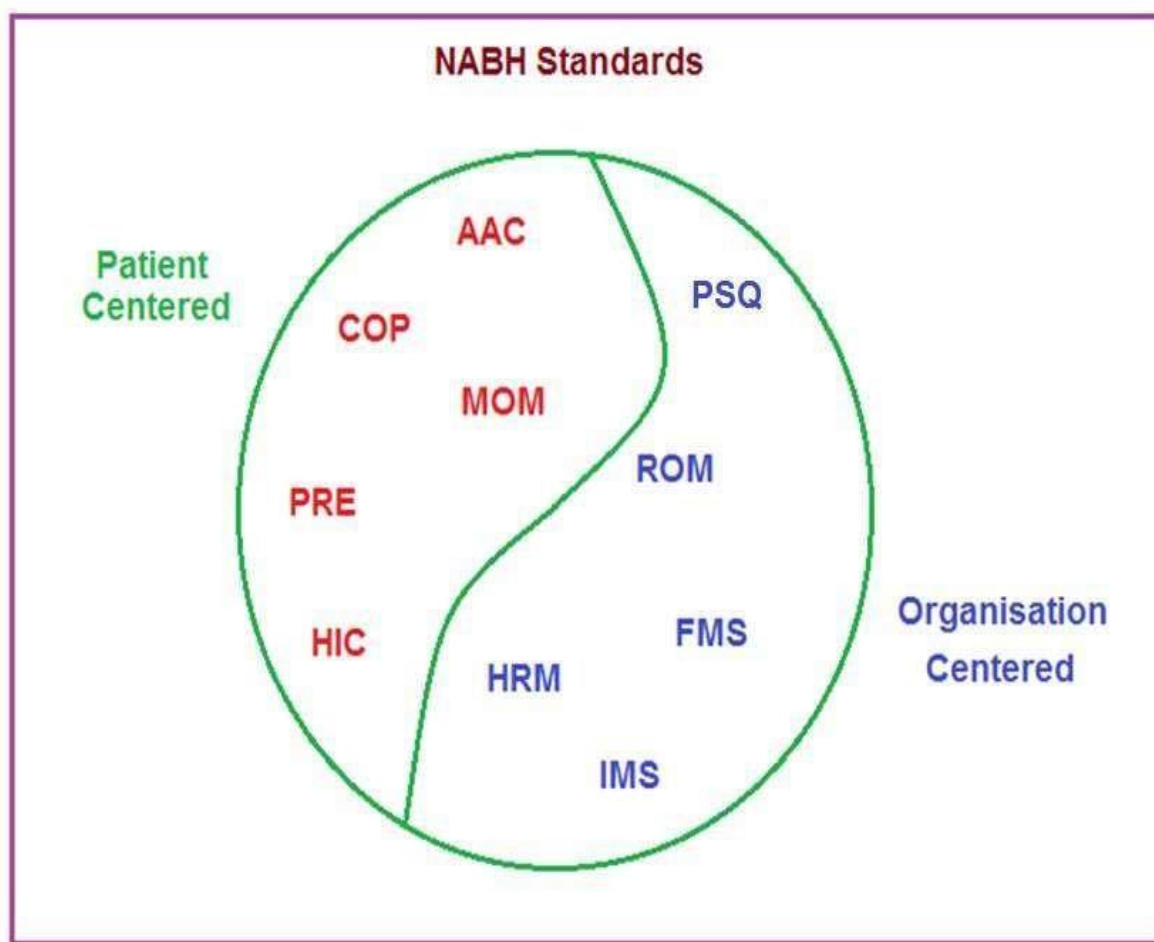 NABH Standards
AAC
Patient
Centered
PSQ
COP
MOM
ROM
PRE
Organisation
Centered
FMS
HIC
HRM
IMS